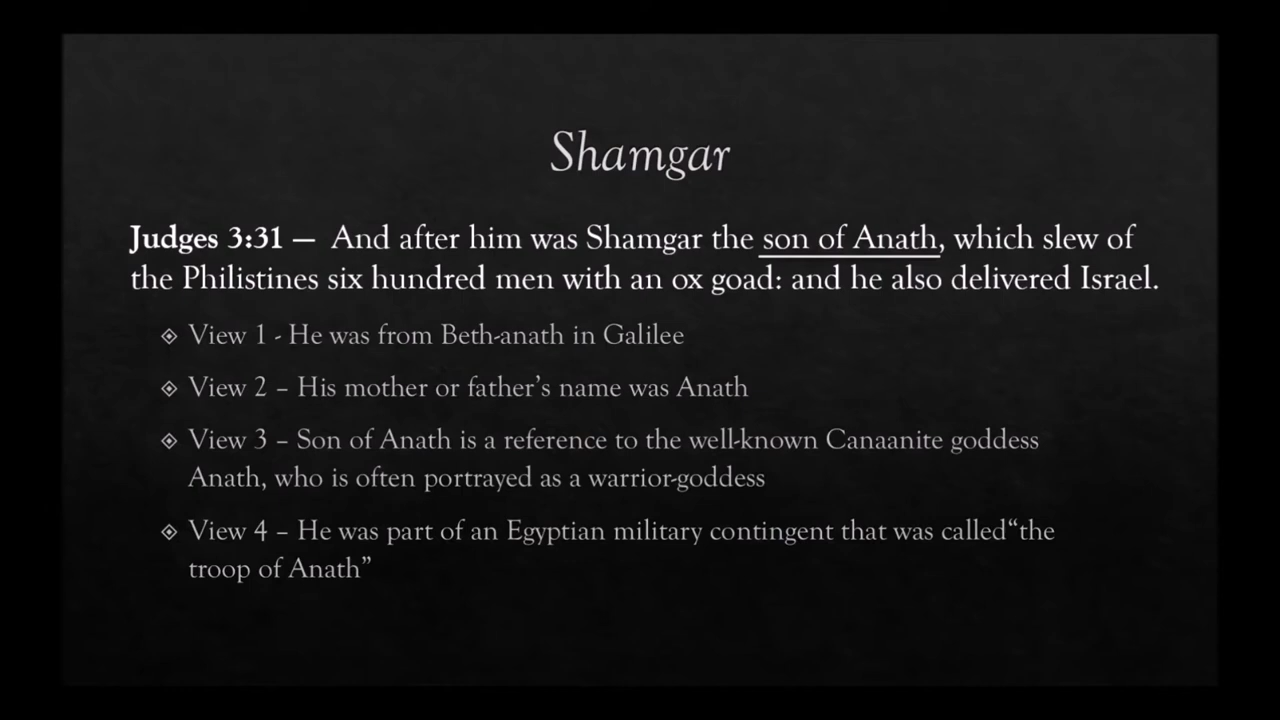 Shamgar
Judges 3:31 — And after him was Shamgar the son of Anath, which slew of
the Philistines six hundred men with an ox goad: and he also delivered Israel.
View 1 - He was from Beth-anath in Galilee
View 2 – His mother or father’s name was Anath
View 3 – Son of Anath is a reference to the well-known Canaanite goddess
Anath, who is often portrayed as a warrior-goddess
View 4 – He was part of an Egyptian military contingent that was called“the
troop of Anath”